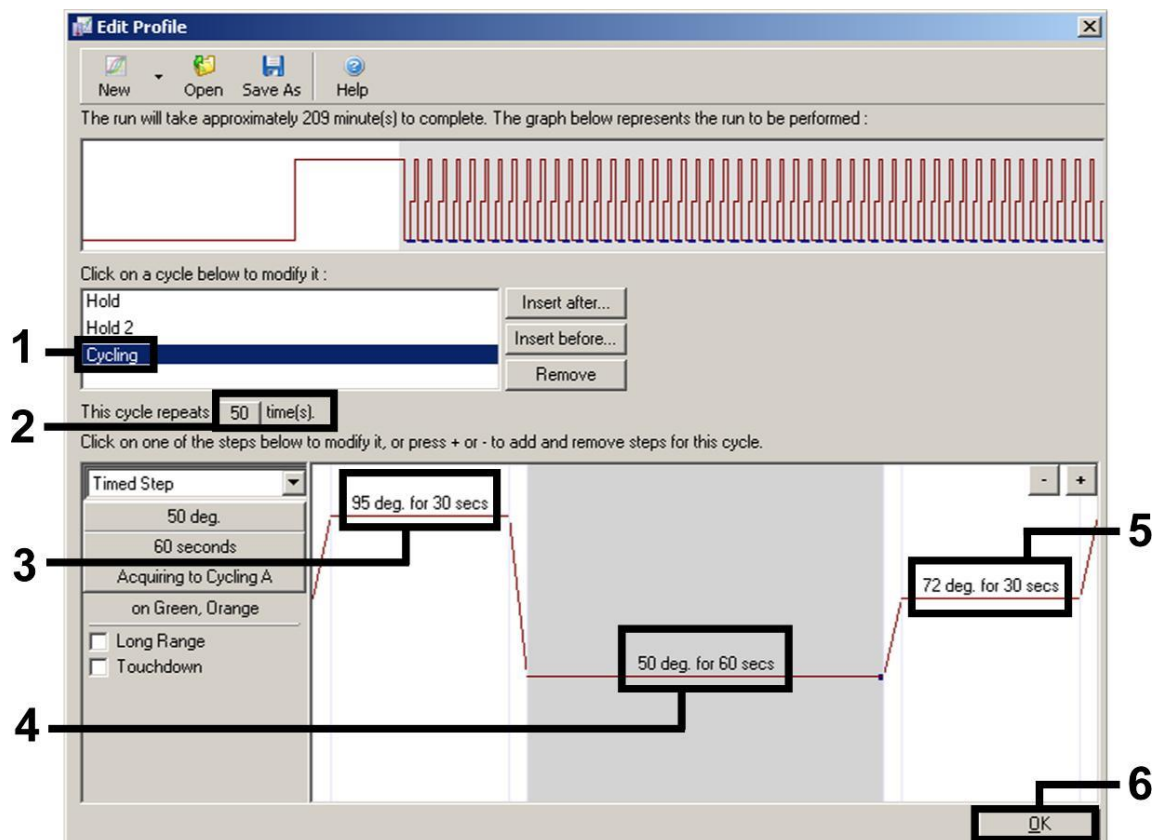 Edit Profile
New Open Save As Help
The run will take approximately 209 minute(s) to complete. The graph below represents the run to be performed :
Click on a cycle below to modify it :
Hold
Hold 2
Cycling
Insert after...
Insert before...
Remove
1
This cycle repeats 50 time(s).
2
Click on one of the steps below to modify it, or press + or - to add and remove steps for this cycle.
Timed Step
50 deg.
60 seconds
Acquiring to Cycling A
on Green, Orange
Long Range
Touchdown
95 deg. for 30 secs
3
50 deg. for 60 secs
4
- +
72 deg. for 30 secs
5
OK
6